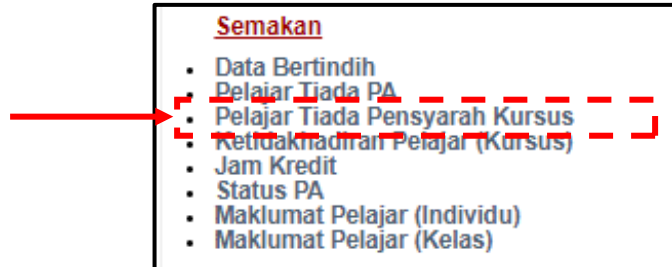 Semakan
Data Bertindih
Pelajar Tiada PA
Pelajar Tiada Pensyarah Kursus
Ketidakhadiran Pelajar (Kursus)
Jam Kredit
Status PA
Maklumat Pelajar (Individu)
Maklumat Pelajar (Kelas)